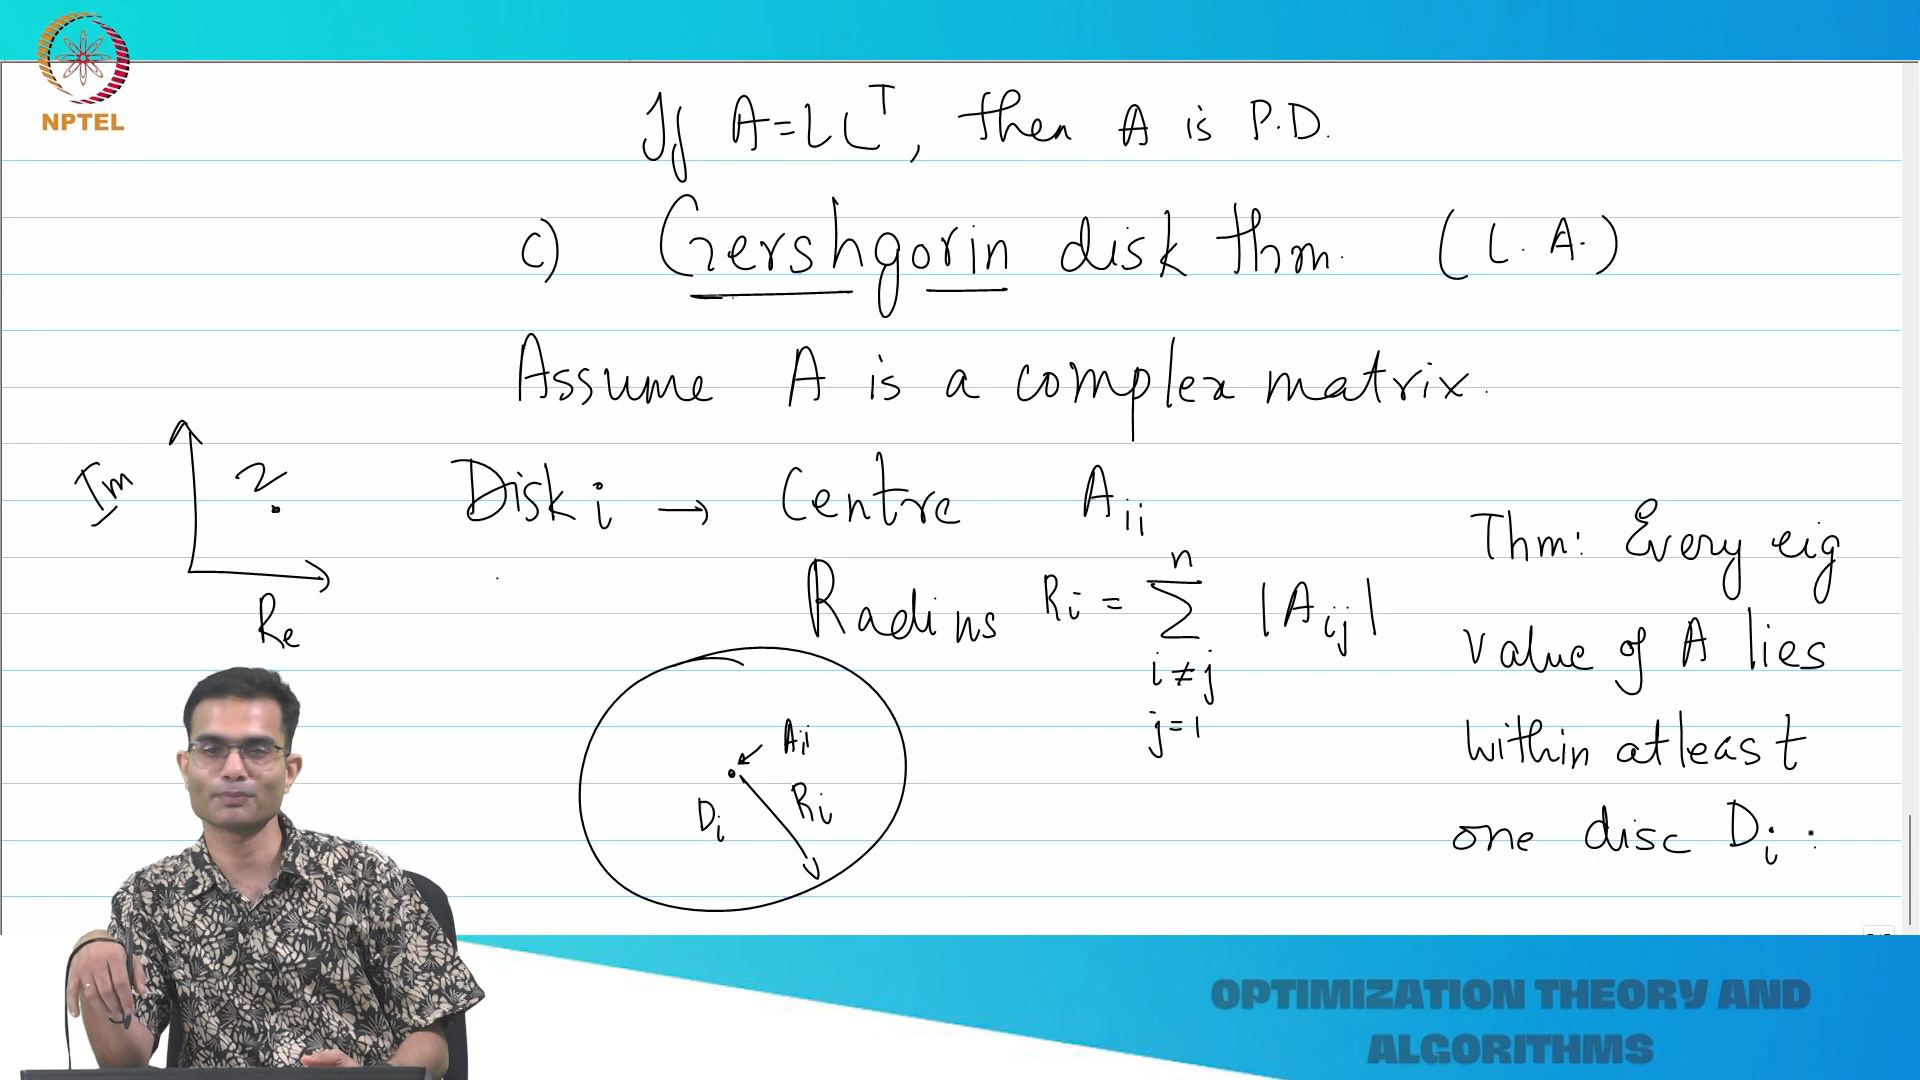 NPTEL
If A=LL^T, then A is P.D.
c) Gershgorin disk thm. (L.A.)
Assume A is a complex matrix.
Im
z
Re
Disk i → Centre A_ii
Radius R_i = n Σ i≠j j=1 |A_ij|
A_ii
R_i
D_i
Thm: Every eig
value of A lies
within atleast
one disc D_i.
OPTIMIZATION THEORY AND
ALGORITHMS